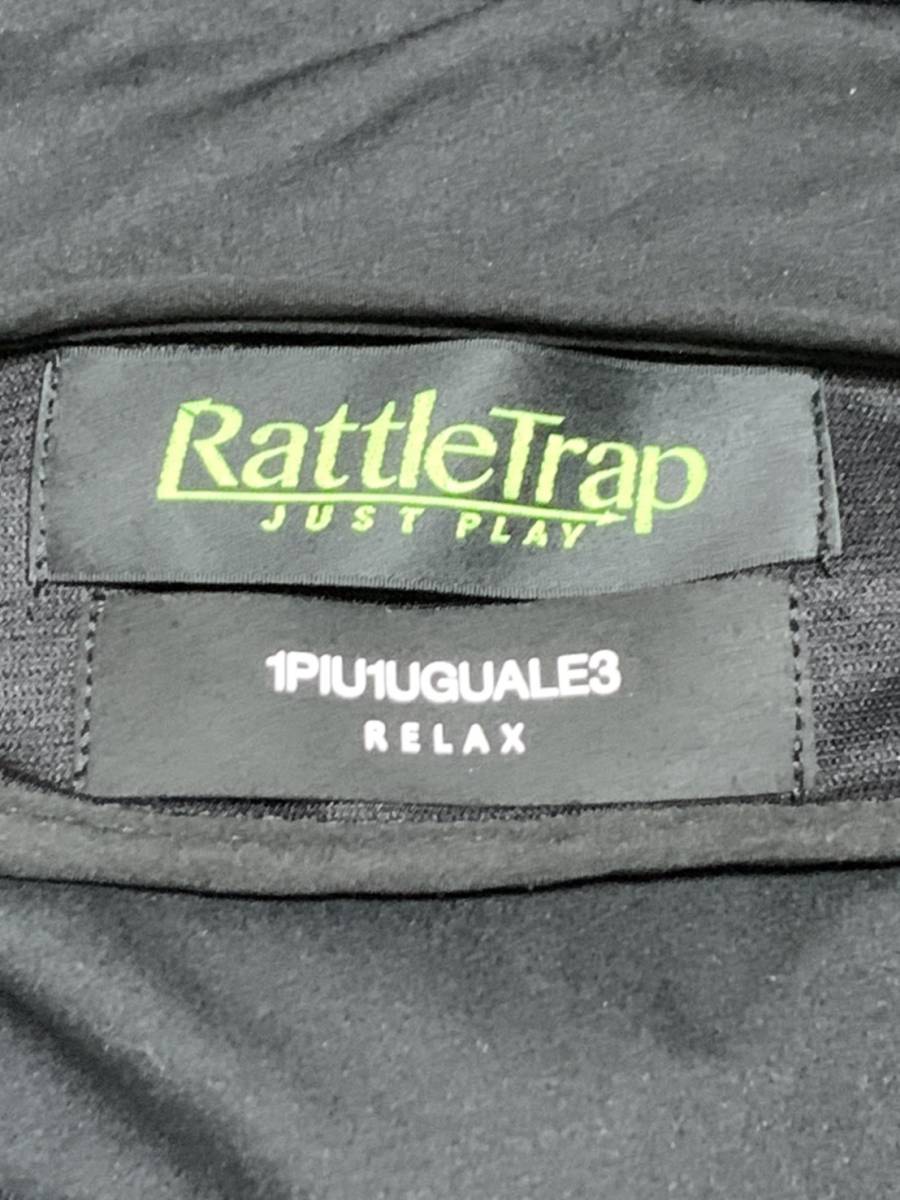 RattleTrap
JUST PLAY
1PIU1UGUALE3
RELAX